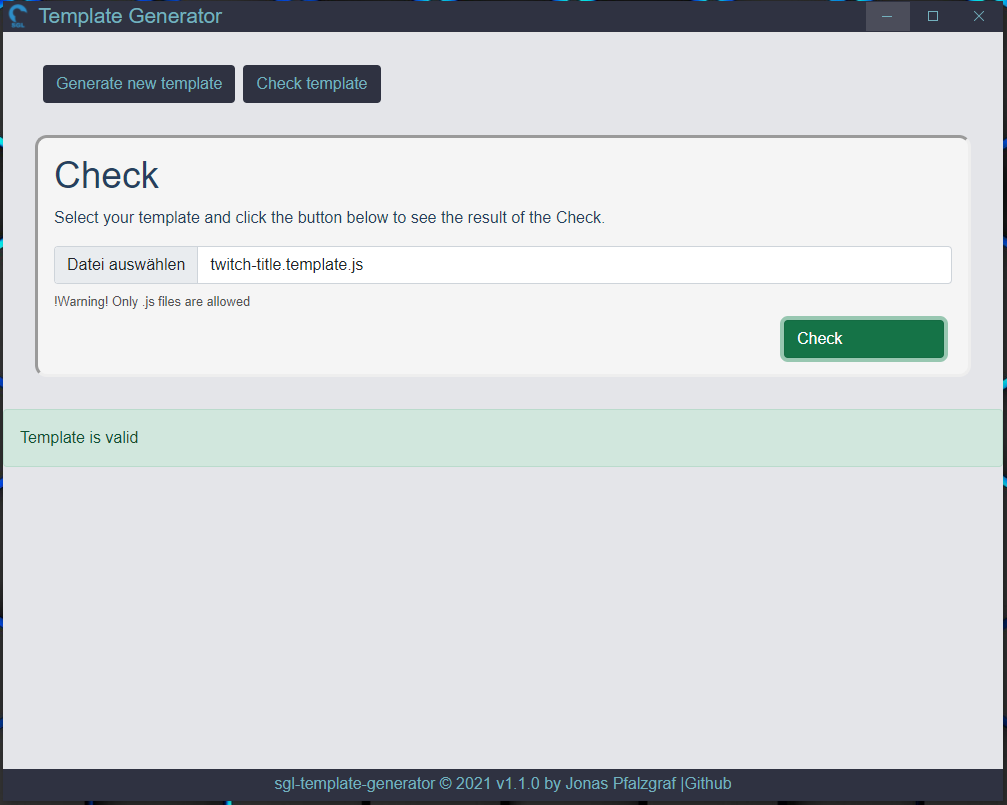 SGL
Template Generator
Generate new template
Check template
Check
Select your template and click the button below to see the result of the Check.
Datei auswählen twitch-title.template.js
!Warning! Only .js files are allowed
Check
Template is valid
sgl-template-generator © 2021 v1.1.0 by Jonas Pfalzgraf |Github